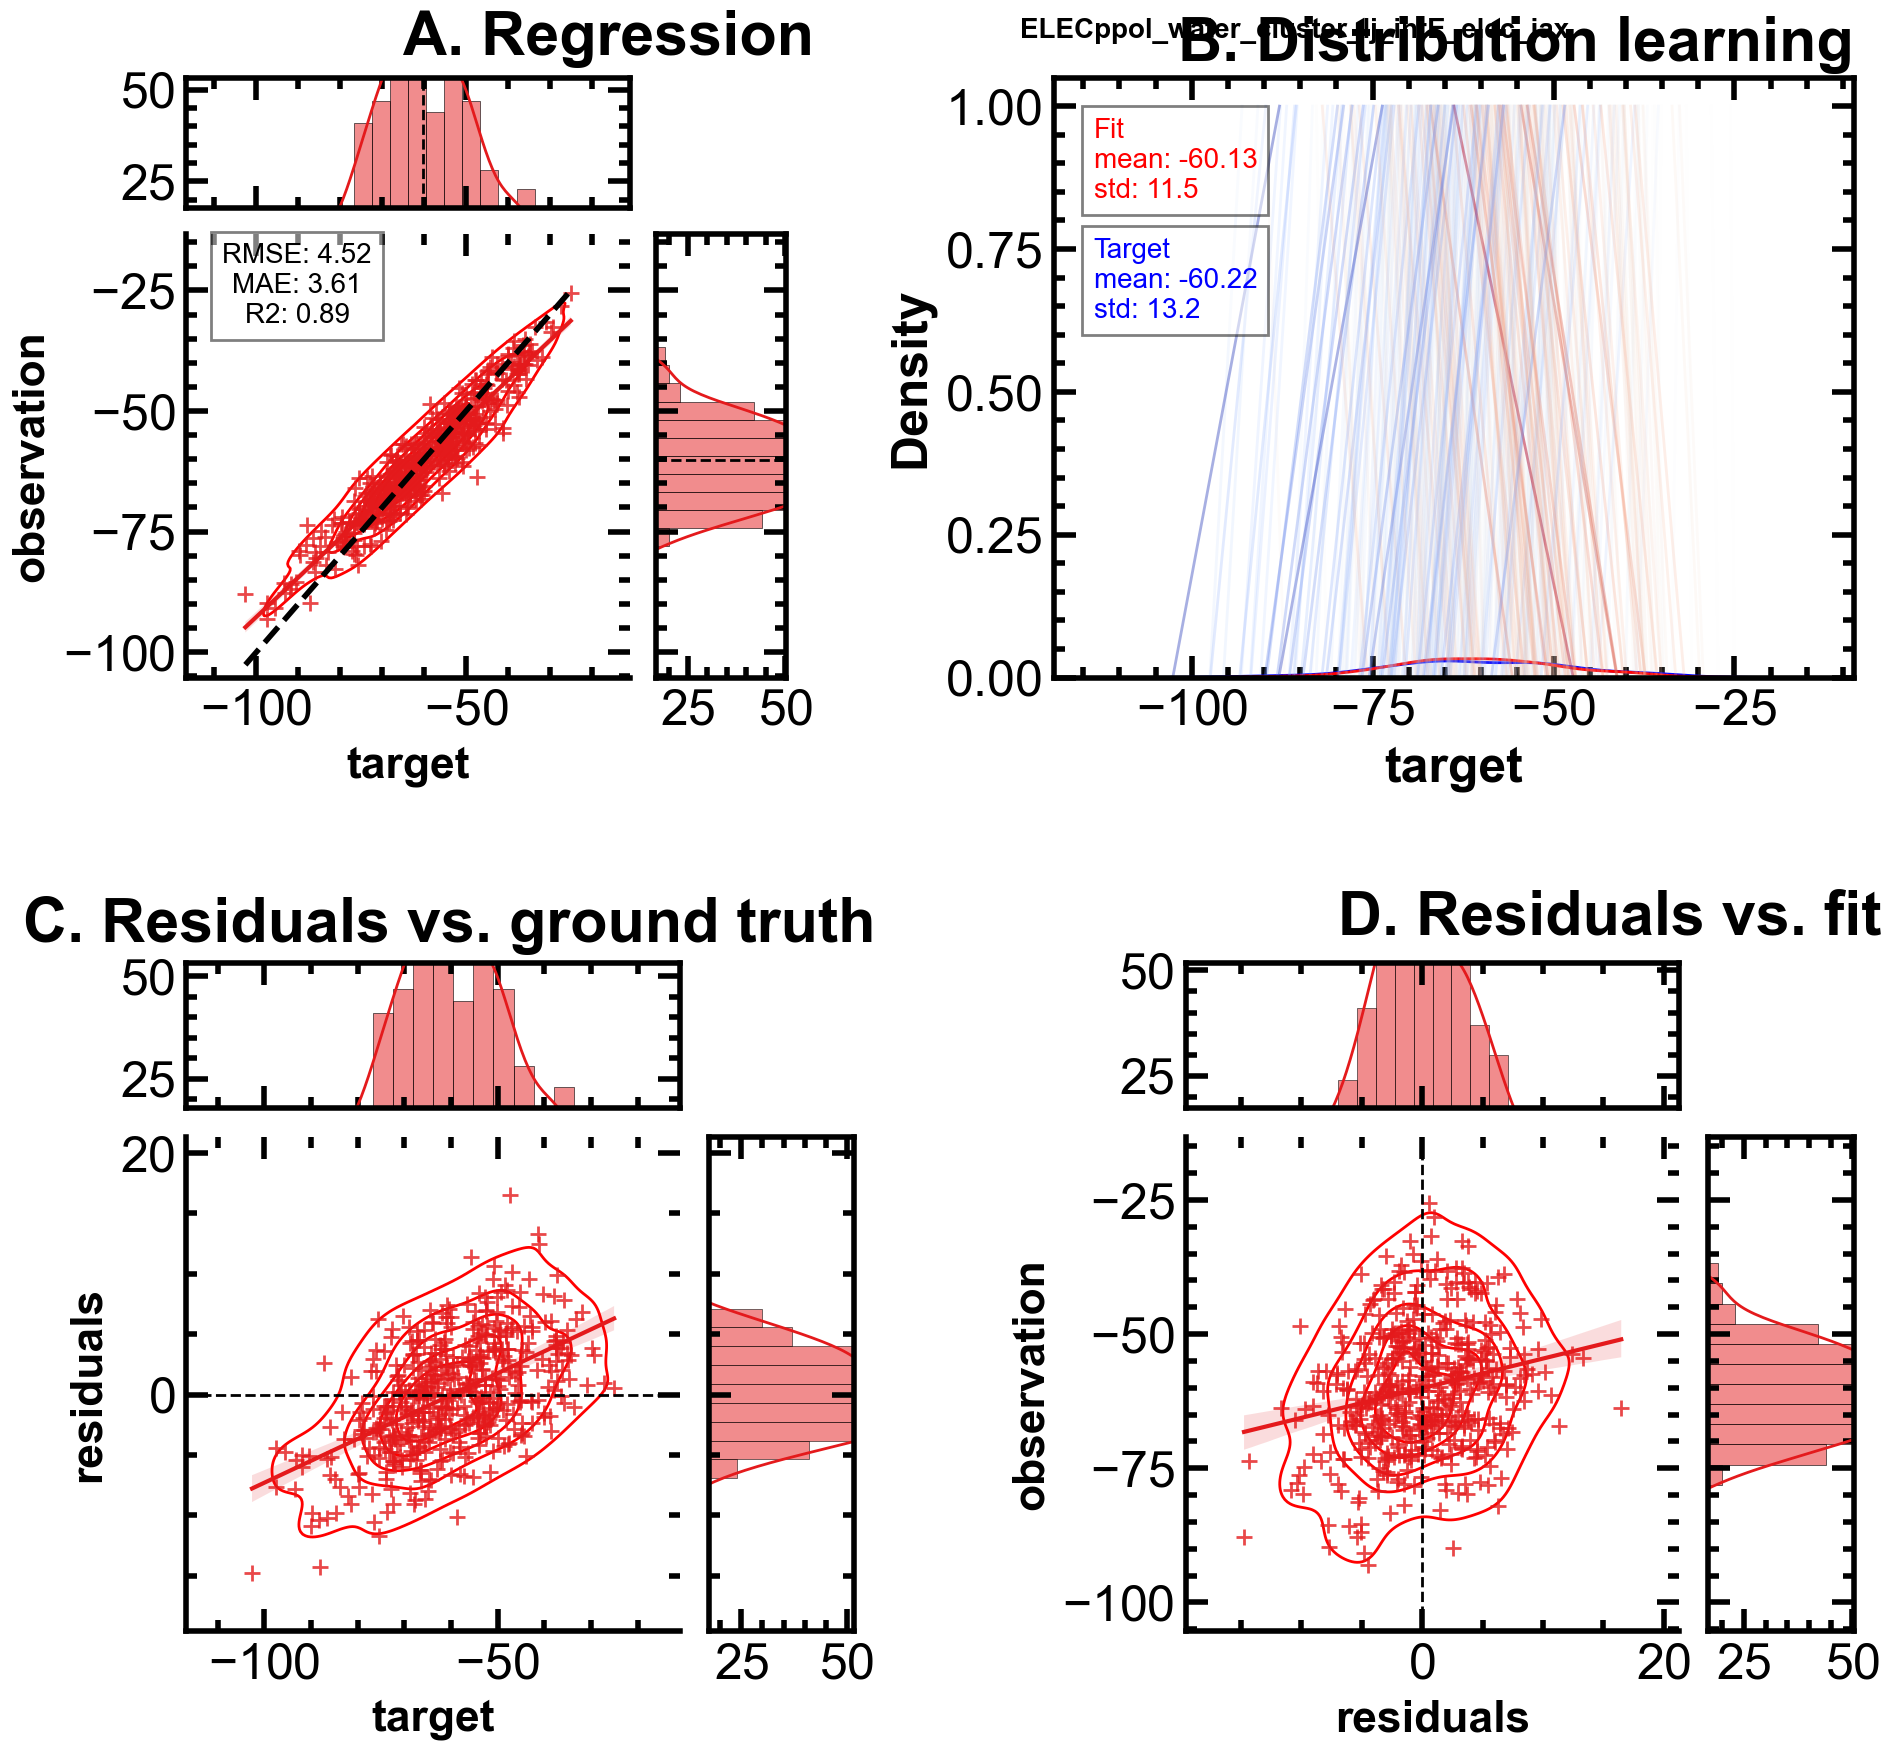 A. Regression
50
25
RMSE: 4.52
MAE: 3.61
R2: 0.89
−25
−50
−75
−100
observation
−100 −50
target
25 50
B. Distribution learning
1.00
0.75
0.50
0.25
0.00
Density
Fit
mean: -60.13
std: 11.5
Target
mean: -60.22
std: 13.2
−100 −75 −50 −25
target
C. Residuals vs. ground truth
50
25
20
0
residuals
−100 −50
target
25 50
D. Residuals vs. fit
50
25
−25
−50
−75
−100
observation
0 20
residuals
25 50